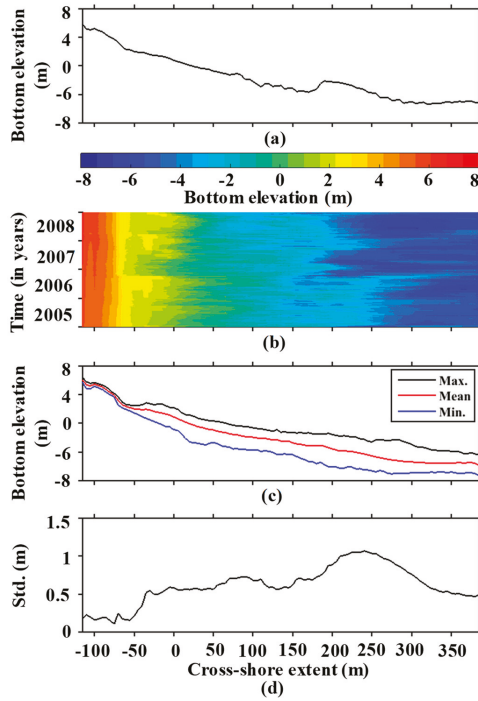 Bottom elevation
(m)
8
4
0
-6
-8
(a)
-8 -6 -4 -2 0 2 4 6 8
Bottom elevation (m)
Time (in years)
2008
2007
2006
2005
(b)
Bottom elevation
(m)
8
4
0
-6
-8
Max.
Mean
Min.
(c)
Std. (m)
1.5
1
0.5
0
-100 -50 0 50 100 150 200 250 300 350
Cross-shore extent (m)
(d)